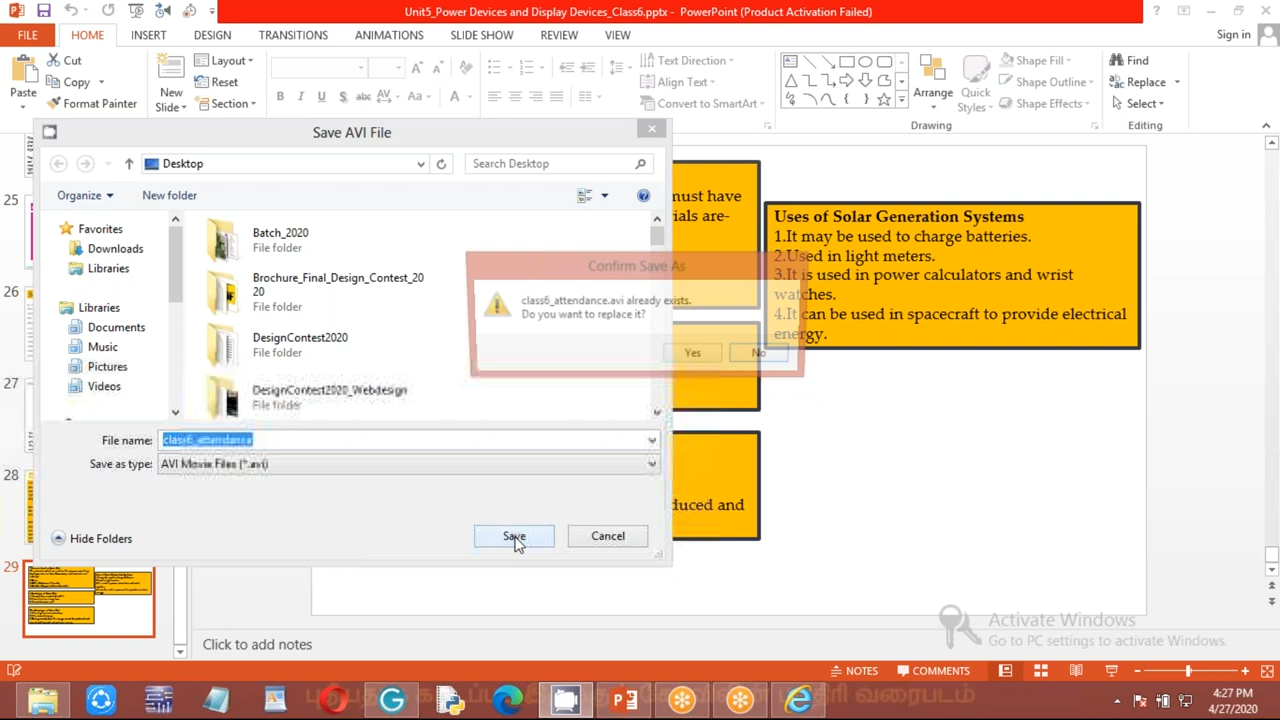 Unit5_Power Devices and Display Devices_Class6.pptx - PowerPoint (Product Activation Failed)
FILE HOME INSERT DESIGN TRANSITIONS ANIMATIONS SLIDE SHOW REVIEW VIEW Sign in
Paste
Cut
Copy
Format Painter
New Slide
Layout
Reset
Section
Text Direction
Align Text
Convert to SmartArt
Arrange
Quick Styles
Shape Fill
Shape Outline
Shape Effects
Drawing
Find
Replace
Select
Editing
Save AVI File
Desktop
Search Desktop
Organize New folder
Favorites
Downloads
Libraries
Libraries
Documents
Music
Pictures
Videos
Batch_2020
File folder
Brochure_Final_Design_Contest_20
20
File folder
DesignContest2020
File folder
DesignContest2020_Webdesign
File folder
File name: class6_attendance
Save as type: AVI Movie Files (*.avi)
Hide Folders
Save Cancel
Confirm Save As
class6_attendance.avi already exists.
Do you want to replace it?
Yes No
25
26
27
28
29
must have
ials are-
duced and
Uses of Solar Generation Systems
1.It may be used to charge batteries.
2.Used in light meters.
3.It is used in power calculators and wrist
watches.
4.It can be used in spacecraft to provide electrical
energy.
Click to add notes
Activate Windows
Go to PC settings to activate Windows.
NOTES COMMENTS
4:27 PM
4/27/2020